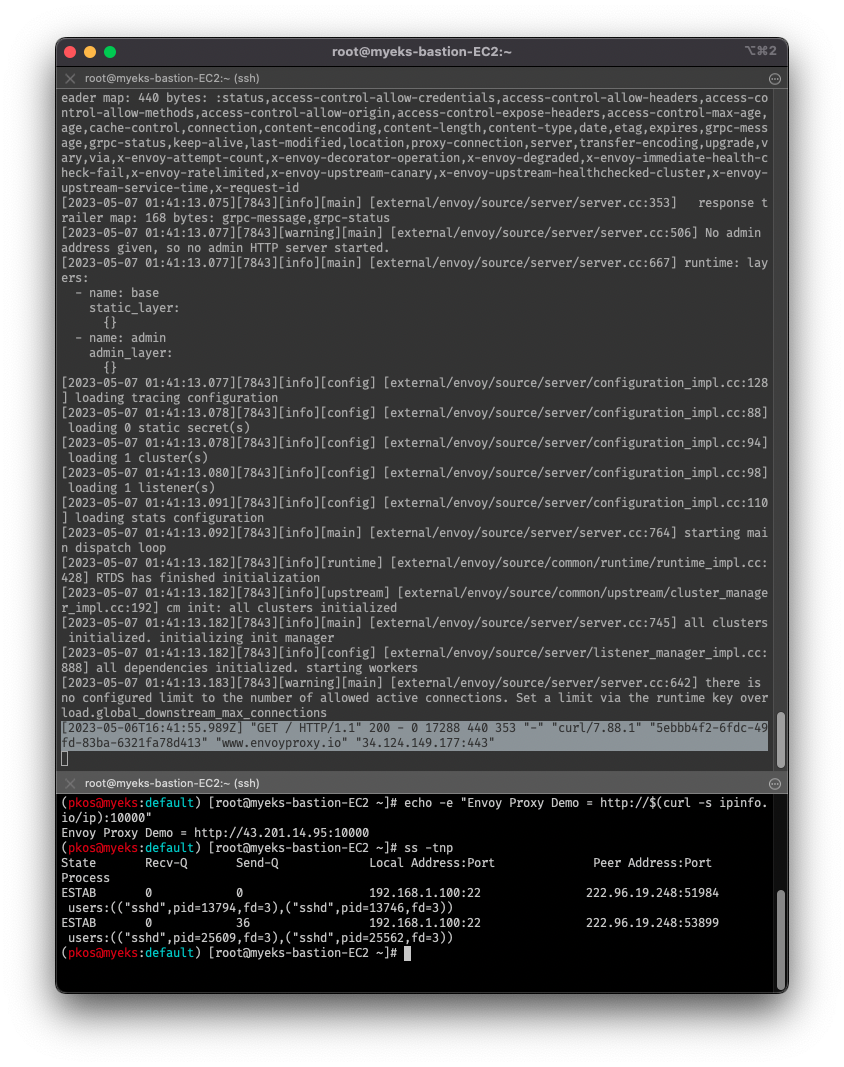 root@myeks-bastion-EC2:~
⌥⌘2
root@myeks-bastion-EC2:~ (ssh)
eader map: 440 bytes: :status,access-control-allow-credentials,access-control-allow-headers,access-co
ntrol-allow-methods,access-control-allow-origin,access-control-expose-headers,access-control-max-age,
age,cache-control,connection,content-encoding,content-length,content-type,date,etag,expires,grpc-mess
age,grpc-status,keep-alive,last-modified,location,proxy-connection,server,transfer-encoding,upgrade,v
ary,via,x-envoy-attempt-count,x-envoy-decorator-operation,x-envoy-degraded,x-envoy-immediate-health-c
heck-fail,x-envoy-ratelimited,x-envoy-upstream-canary,x-envoy-upstream-healthchecked-cluster,x-envoy-
upstream-service-time,x-request-id
[2023-05-07 01:41:13.075][7843][info][main] [external/envoy/source/server/server.cc:353]   response t
railer map: 168 bytes: grpc-message,grpc-status
[2023-05-07 01:41:13.077][7843][warning][main] [external/envoy/source/server/server.cc:506] No admin
address given, so no admin HTTP server started.
[2023-05-07 01:41:13.077][7843][info][main] [external/envoy/source/server/server.cc:667] runtime: lay
ers:
  - name: base
    static_layer:
      {}
  - name: admin
    admin_layer:
      {}
[2023-05-07 01:41:13.077][7843][info][config] [external/envoy/source/server/configuration_impl.cc:128
] loading tracing configuration
[2023-05-07 01:41:13.078][7843][info][config] [external/envoy/source/server/configuration_impl.cc:88]
 loading 0 static secret(s)
[2023-05-07 01:41:13.078][7843][info][config] [external/envoy/source/server/configuration_impl.cc:94]
 loading 1 cluster(s)
[2023-05-07 01:41:13.080][7843][info][config] [external/envoy/source/server/configuration_impl.cc:98]
 loading 1 listener(s)
[2023-05-07 01:41:13.091][7843][info][config] [external/envoy/source/server/configuration_impl.cc:110
] loading stats configuration
[2023-05-07 01:41:13.092][7843][info][main] [external/envoy/source/server/server.cc:764] starting mai
n dispatch loop
[2023-05-07 01:41:13.182][7843][info][runtime] [external/envoy/source/common/runtime/runtime_impl.cc:
428] RTDS has finished initialization
[2023-05-07 01:41:13.182][7843][info][upstream] [external/envoy/source/common/upstream/cluster_manage
r_impl.cc:192] cm init: all clusters initialized
[2023-05-07 01:41:13.182][7843][info][main] [external/envoy/source/server/server.cc:745] all clusters
 initialized. initializing init manager
[2023-05-07 01:41:13.182][7843][info][config] [external/envoy/source/server/listener_manager_impl.cc:
888] all dependencies initialized. starting workers
[2023-05-07 01:41:13.183][7843][warning][main] [external/envoy/source/server/server.cc:642] there is
no configured limit to the number of allowed active connections. Set a limit via the runtime key over
load.global_downstream_max_connections
[2023-05-06T16:41:55.989Z] "GET / HTTP/1.1" 200 - 0 17288 440 353 "-" "curl/7.88.1" "5ebbb4f2-6fdc-49
fd-83ba-6321fa78d413" "www.envoyproxy.io" "34.124.149.177:443"
root@myeks-bastion-EC2:~ (ssh)
(pkos@myeks:default) [root@myeks-bastion-EC2 ~]# echo -e "Envoy Proxy Demo = http://$(curl -s ipinfo.
io/ip):10000"
Envoy Proxy Demo = http://43.201.14.95:10000
(pkos@myeks:default) [root@myeks-bastion-EC2 ~]# ss -tnp
State Recv-Q Send-Q Local Address:Port Peer Address:Port
Process
ESTAB 0 0 192.168.1.100:22 222.96.19.248:51984
 users:(("sshd",pid=13794,fd=3),("sshd",pid=13746,fd=3))
ESTAB 0 36 192.168.1.100:22 222.96.19.248:53899
 users:(("sshd",pid=25609,fd=3),("sshd",pid=25562,fd=3))
(pkos@myeks:default) [root@myeks-bastion-EC2 ~]#